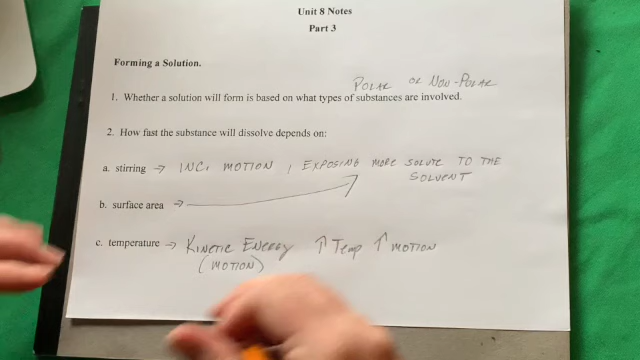 Unit 8 Notes
Part 3
Forming a Solution.
POLAR OR NON-POLAR
1. Whether a solution will form is based on what types of substances are involved.
2. How fast the substance will dissolve depends on:
a. stirring → INC. MOTION, EXPOSING MORE SOLUTE TO THE
SOLVENT
b. surface area →
c. temperature → KINETIC ENERGY ↑ TEMP ↑ MOTION
(MOTION)